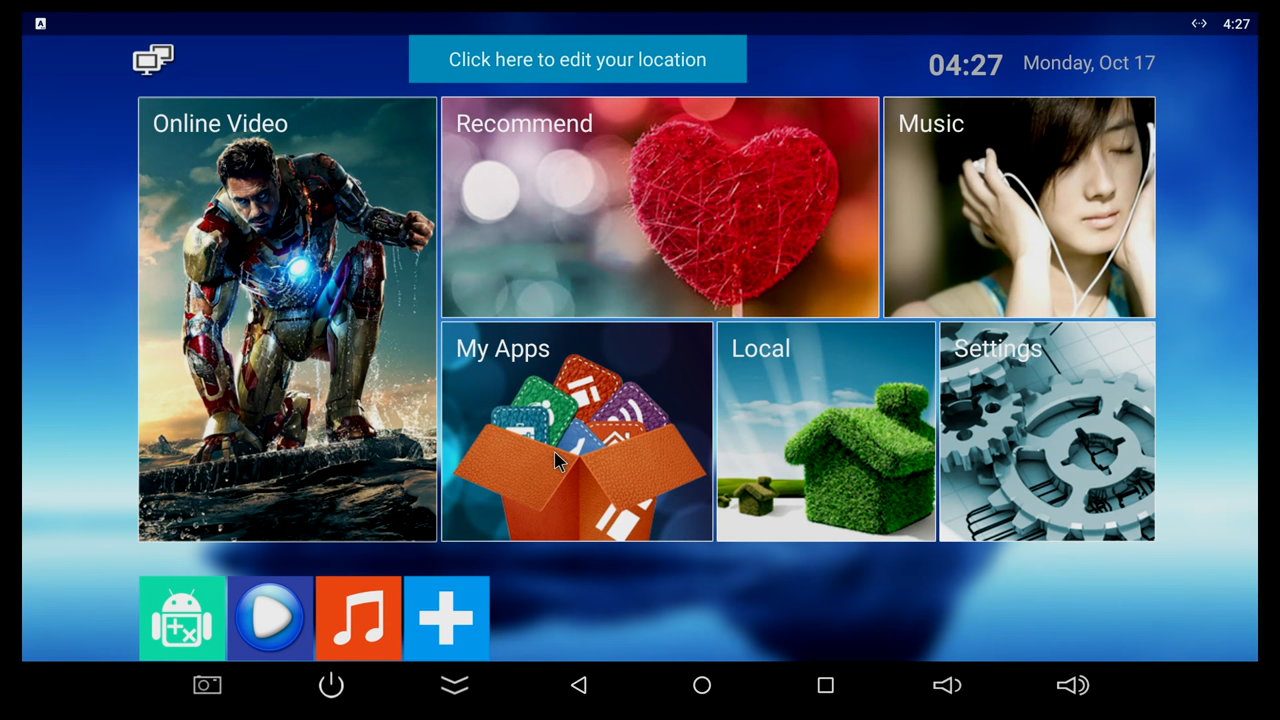 A
4:27
Click here to edit your location
04:27
Monday, Oct 17
Online Video
Recommend
Music
My Apps
Local
Settings